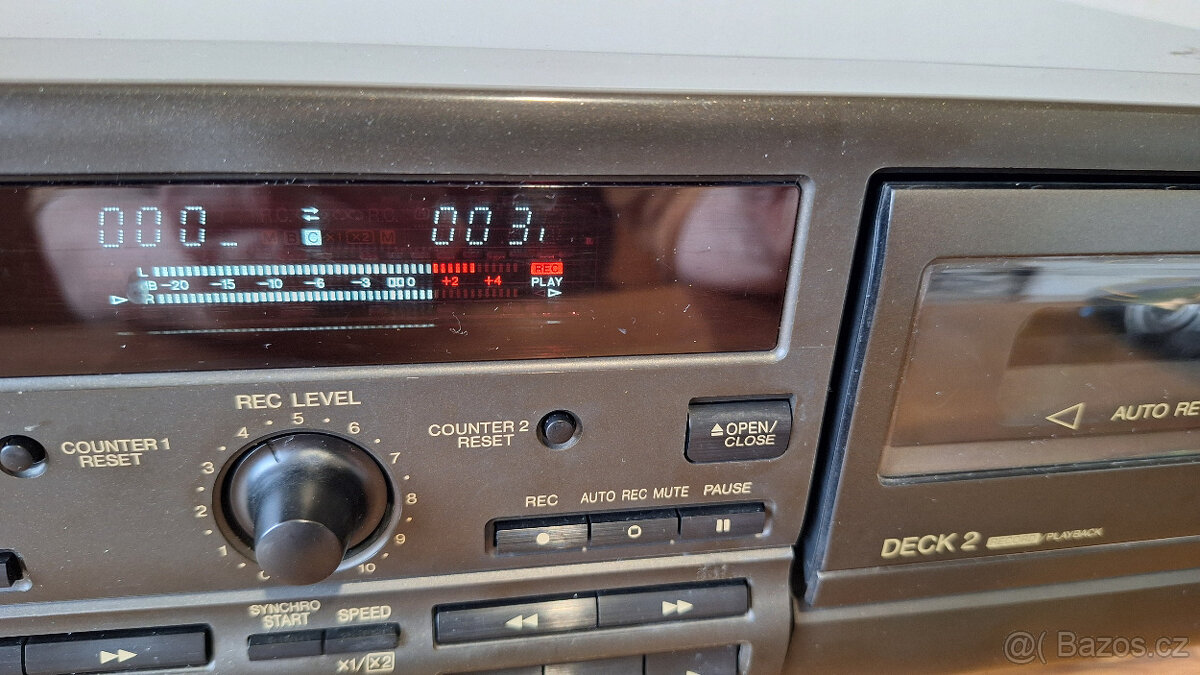 000 003
C
L REC
dB -20 -15 -10 -6 -3 0 +2 +4 PLAY
R
REC LEVEL
0 1 2 3 4 5 6 7 8 9 10
COUNTER 1
RESET
COUNTER 2
RESET
OPEN/
CLOSE
REC AUTO REC MUTE PAUSE
AUTO RE
DECK 2 /PLAYBACK
SYNCHRO
START
SPEED
x1/x2
@( Bazos.cz